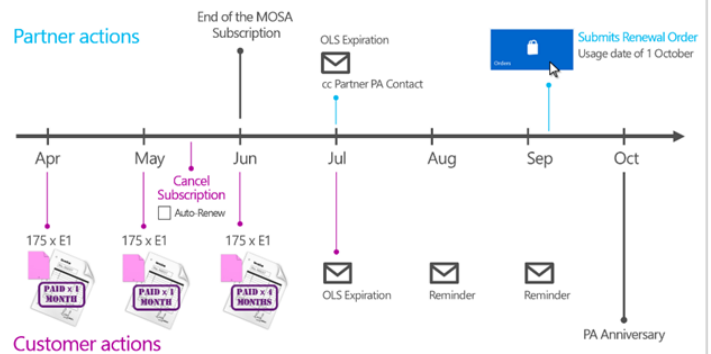 Partner actions
End of the MOSA
Subscription
OLS Expiration
cc Partner PA Contact
Orders
Submits Renewal Order
Usage date of 1 October
Apr
May
Jun
Jul
Aug
Sep
Oct
Cancel
Subscription
Auto-Renew
175 x E1
175 x E1
175 x E1
PAID x 1
MONTH
PAID x 1
MONTH
PAID x 4
MONTHS
OLS Expiration
Reminder
Reminder
PA Anniversary
Customer actions